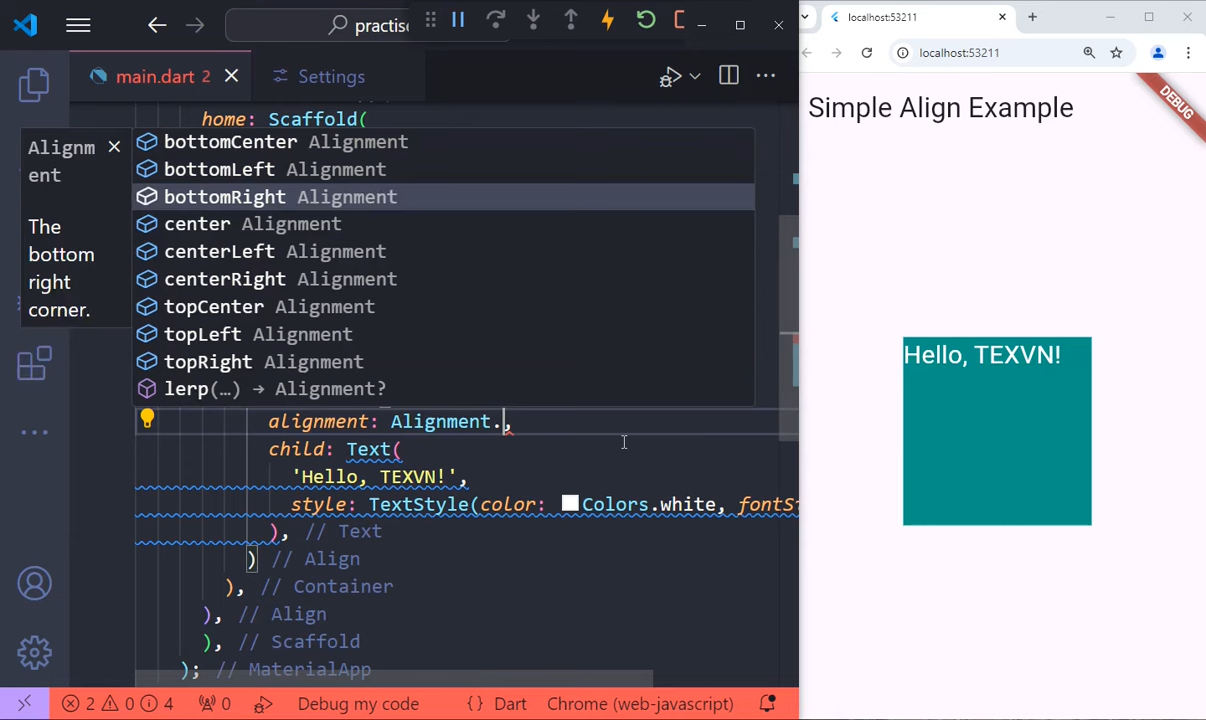 practise
localhost:53211
main.dart 2
Settings
localhost:53211
home: Scaffold(
Simple Align Example
DEBUG
Alignm
ent
The
bottom
right
corner.
bottomCenter Alignment
bottomLeft Alignment
bottomRight Alignment
center Alignment
centerLeft Alignment
centerRight Alignment
topCenter Alignment
topLeft Alignment
topRight Alignment
lerp(…) → Alignment?
alignment: Alignment.,
child: Text(
'Hello, TEXVN!',
style: TextStyle(color: Colors.white, fontS
), // Text
) // Align
), // Container
), // Align
), // Scaffold
); // MaterialApp
Hello, TEXVN!
2 0 4 0 Debug my code {} Dart Chrome (web-javascript)